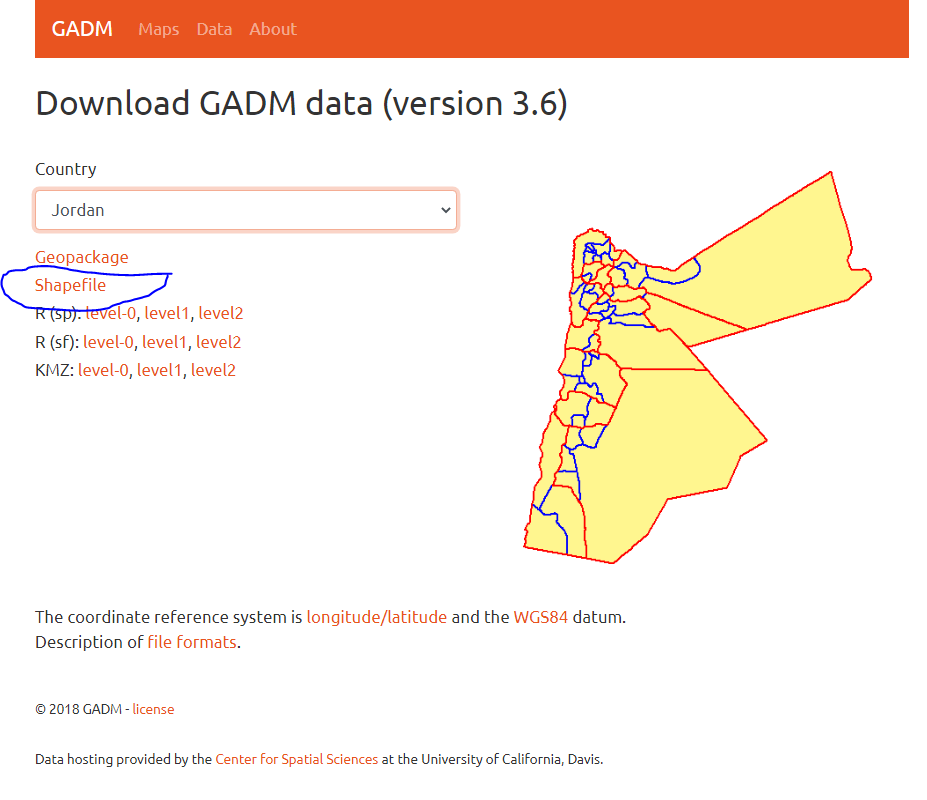 GADM Maps Data About
Download GADM data (version 3.6)
Country
Jordan
Geopackage
Shapefile
R (sp): level-0, level1, level2
R (sf): level-0, level1, level2
KMZ: level-0, level1, level2
The coordinate reference system is longitude/latitude and the WGS84 datum.
Description of file formats.
© 2018 GADM - license
Data hosting provided by the Center for Spatial Sciences at the University of California, Davis.